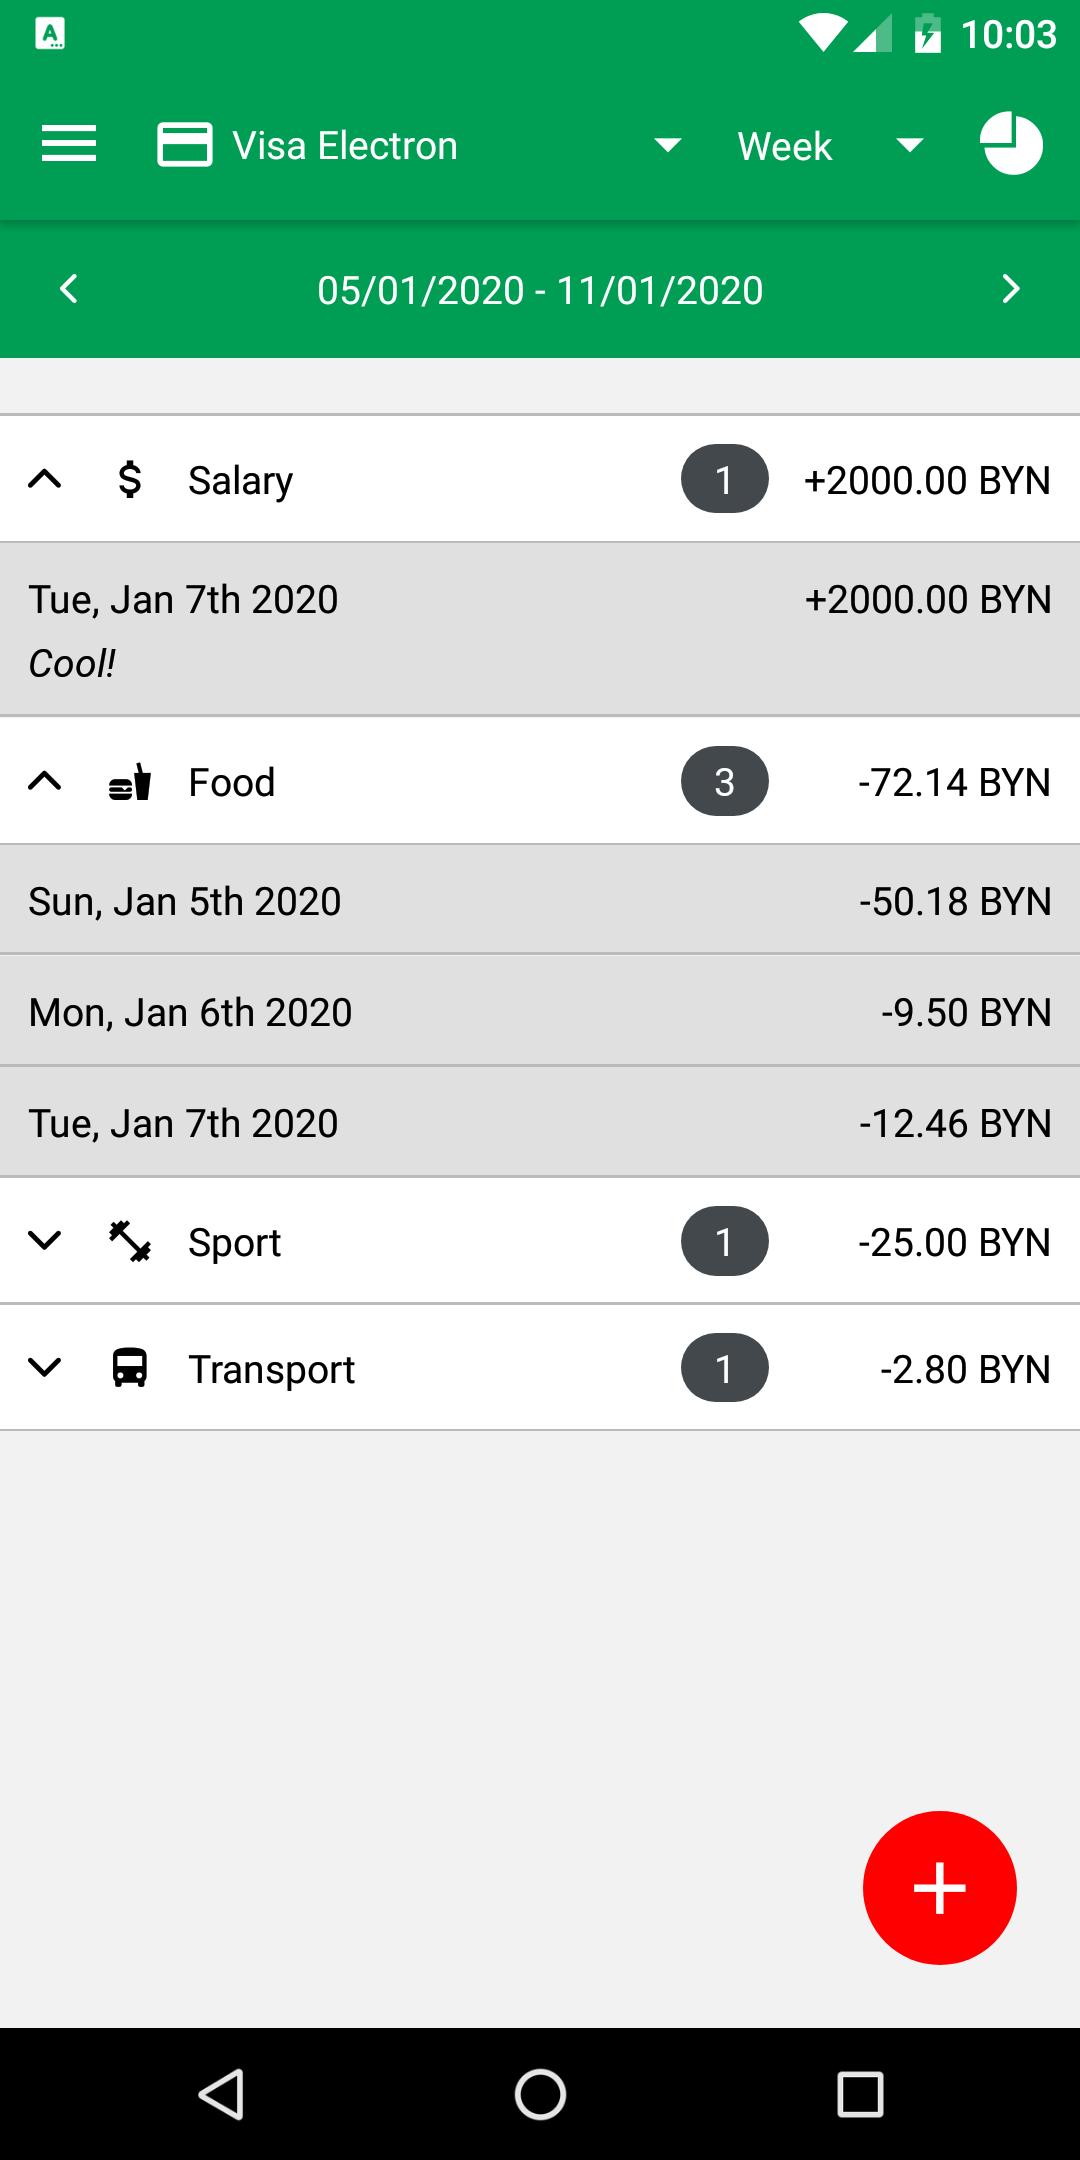 10:03
Visa Electron Week
05/01/2020 - 11/01/2020
Salary 1 +2000.00 BYN
Tue, Jan 7th 2020 +2000.00 BYN
Cool!
Food 3 -72.14 BYN
Sun, Jan 5th 2020 -50.18 BYN
Mon, Jan 6th 2020 -9.50 BYN
Tue, Jan 7th 2020 -12.46 BYN
Sport 1 -25.00 BYN
Transport 1 -2.80 BYN